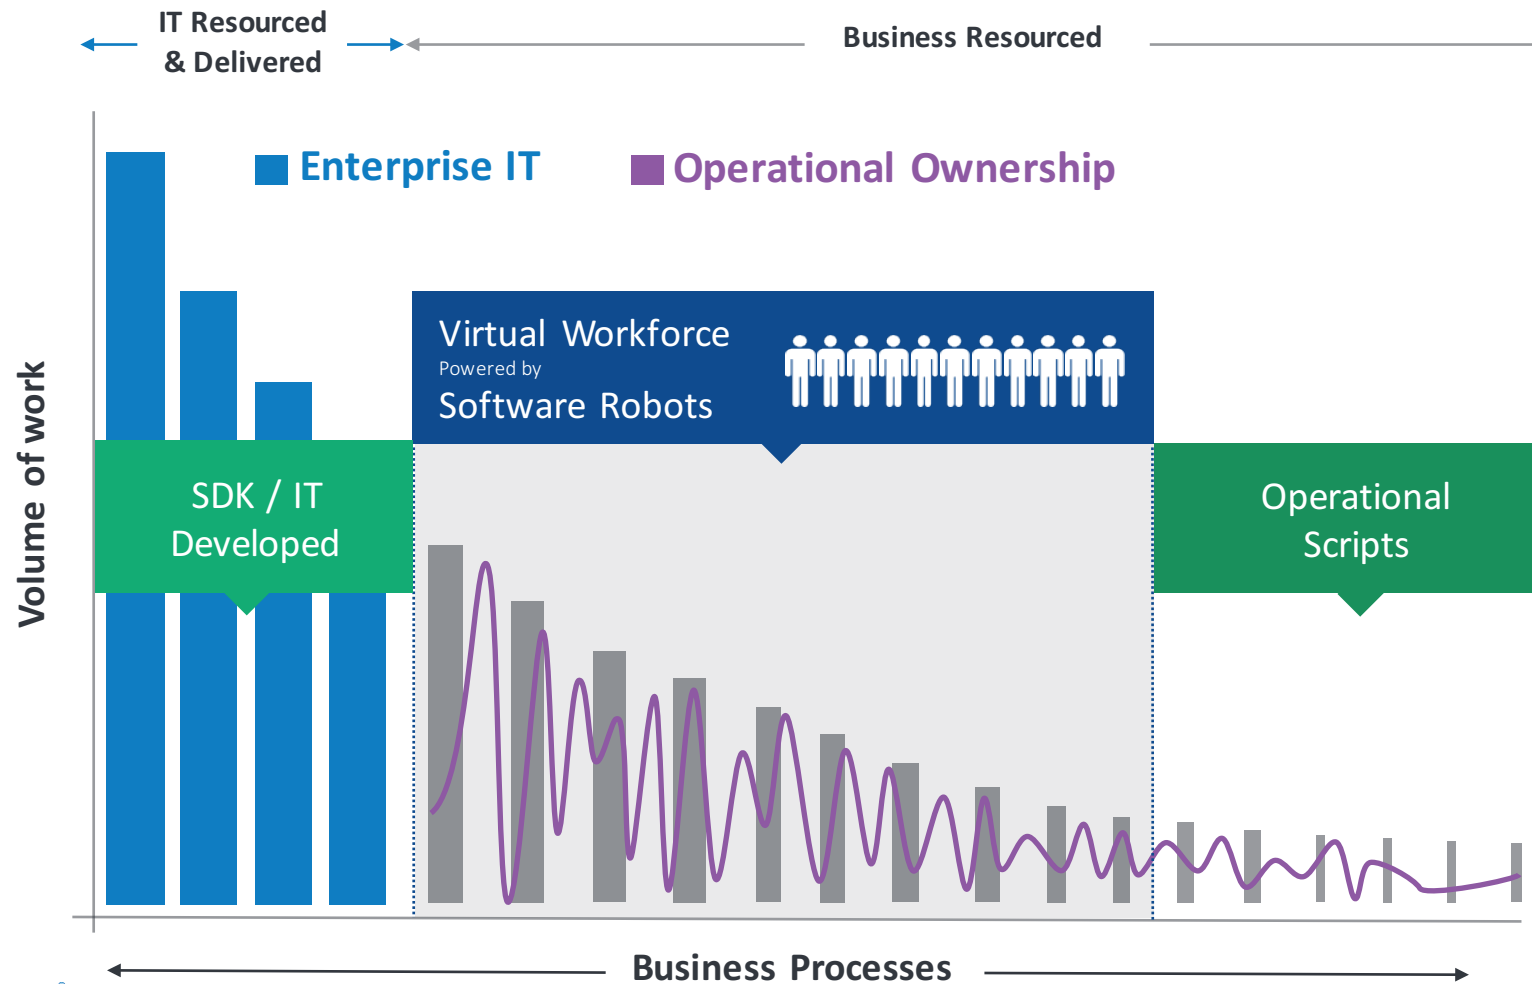 IT Resourced
& Delivered
Business Resourced
Enterprise IT
Operational Ownership
Virtual Workforce
Powered by
Software Robots
SDK / IT
Developed
Operational
Scripts
Volume of work
Business Processes